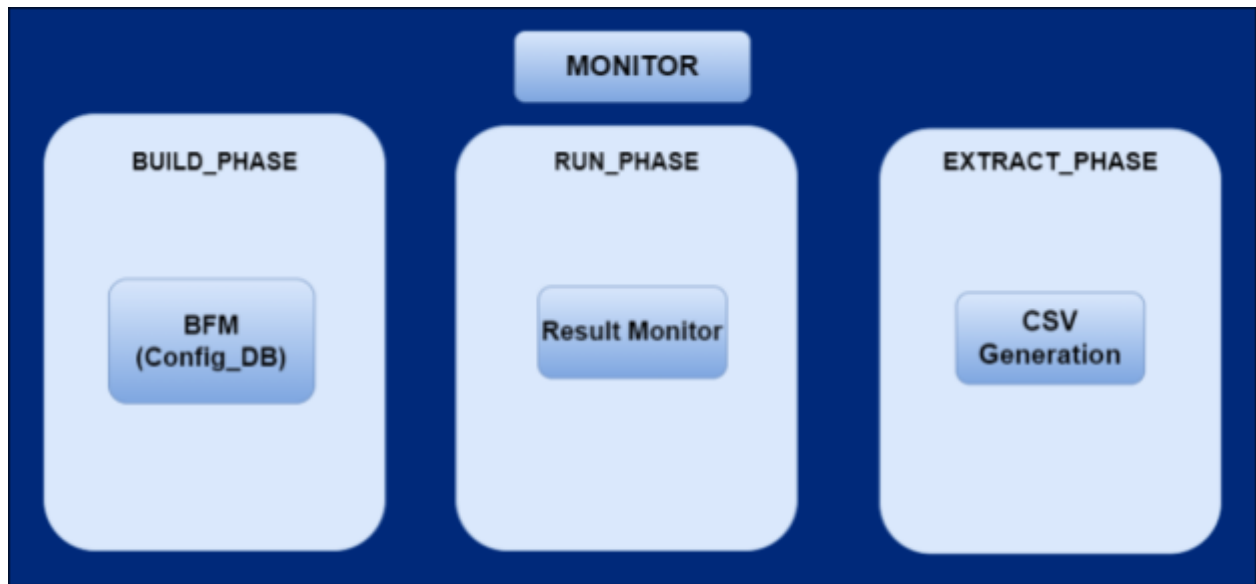 MONITOR
BUILD_PHASE
BFM
(Config_DB)
RUN_PHASE
Result Monitor
EXTRACT_PHASE
CSV
Generation